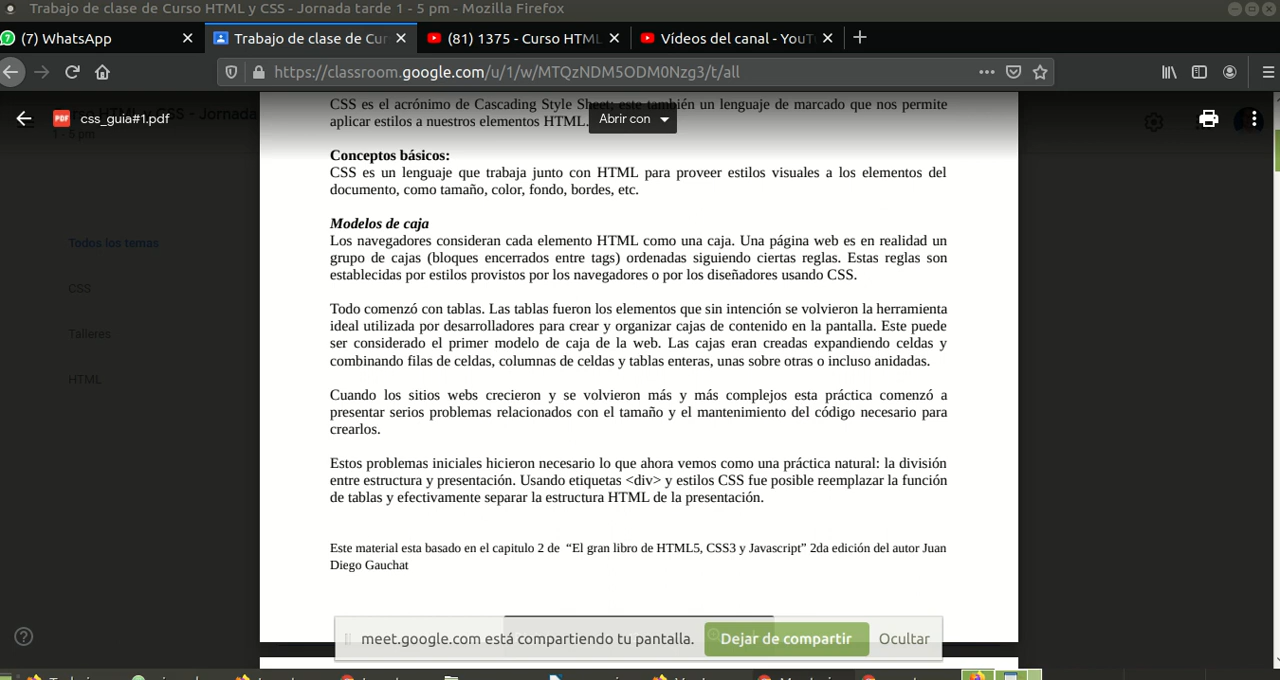 Trabajo de clase de Curso HTML y CSS - Jornada tarde 1 - 5 pm - Mozilla Firefox
(7) WhatsApp
Trabajo de clase de Cur
(81) 1375 - Curso HTML
Vídeos del canal - YouT
https://classroom.google.com/u/1/w/MTQzNDM5ODM0Nzg3/t/all
PDF css_guia#1.pdf
Abrir con
Todos los temas
CSS
Talleres
HTML
CSS es el acrónimo de Cascading Style Sheet; este también un lenguaje de marcado que nos permite
aplicar estilos a nuestros elementos HTML.
Conceptos básicos:
CSS es un lenguaje que trabaja junto con HTML para proveer estilos visuales a los elementos del
documento, como tamaño, color, fondo, bordes, etc.
Modelos de caja
Los navegadores consideran cada elemento HTML como una caja. Una página web es en realidad un
grupo de cajas (bloques encerrados entre tags) ordenadas siguiendo ciertas reglas. Estas reglas son
establecidas por estilos provistos por los navegadores o por los diseñadores usando CSS.
Todo comenzó con tablas. Las tablas fueron los elementos que sin intención se volvieron la herramienta
ideal utilizada por desarrolladores para crear y organizar cajas de contenido en la pantalla. Este puede
ser considerado el primer modelo de caja de la web. Las cajas eran creadas expandiendo celdas y
combinando filas de celdas, columnas de celdas y tablas enteras, unas sobre otras o incluso anidadas.
Cuando los sitios webs crecieron y se volvieron más y más complejos esta práctica comenzó a
presentar serios problemas relacionados con el tamaño y el mantenimiento del código necesario para
crearlos.
Estos problemas iniciales hicieron necesario lo que ahora vemos como una práctica natural: la división
entre estructura y presentación. Usando etiquetas <div> y estilos CSS fue posible reemplazar la función
de tablas y efectivamente separar la estructura HTML de la presentación.
Este material esta basado en el capitulo 2 de “El gran libro de HTML5, CSS3 y Javascript” 2da edición del autor Juan
Diego Gauchat
meet.google.com está compartiendo tu pantalla.
Dejar de compartir
Ocultar